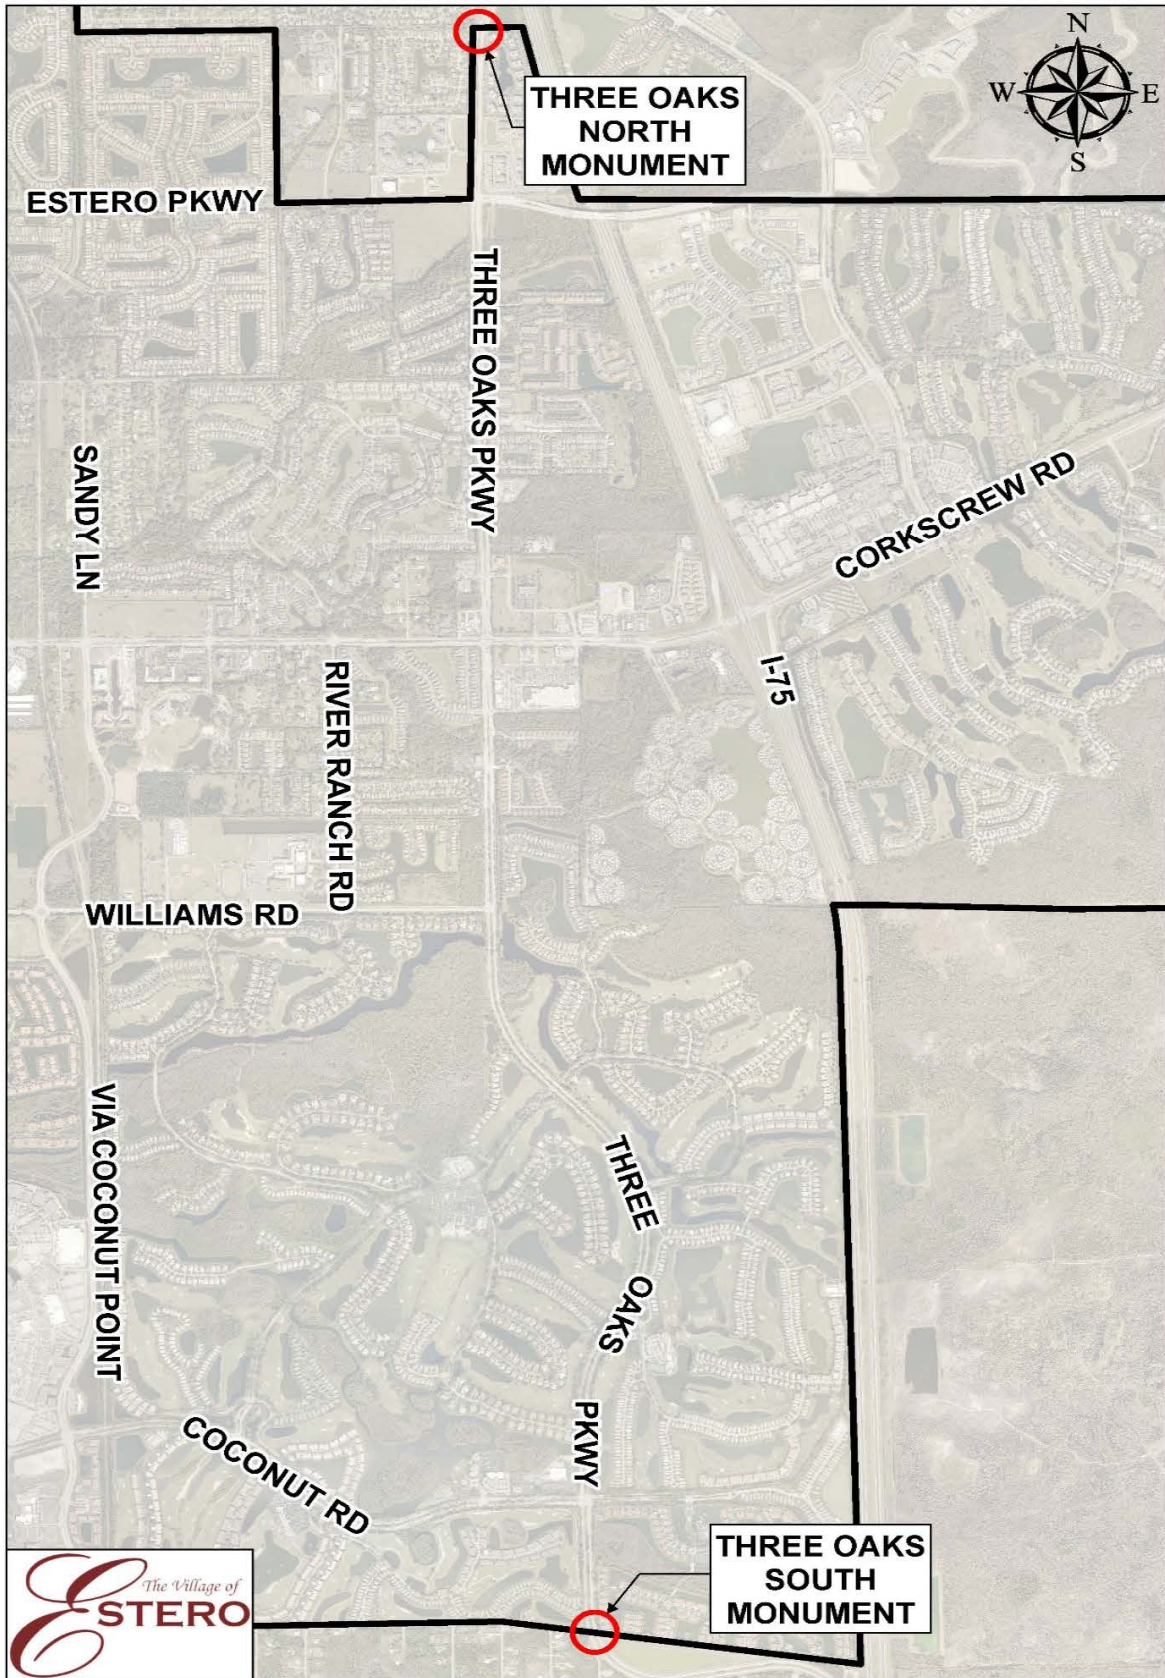 N
W E
S
THREE OAKS
NORTH
MONUMENT
ESTERO PKWY
THREE OAKS PKWY
SANDY LN
CORKSCREW RD
I-75
RIVER RANCH RD
WILLIAMS RD
VIA COCONUT POINT
THREE
OAKS
PKWY
COCONUT RD
THREE OAKS
SOUTH
MONUMENT
The Village of
ESTERO